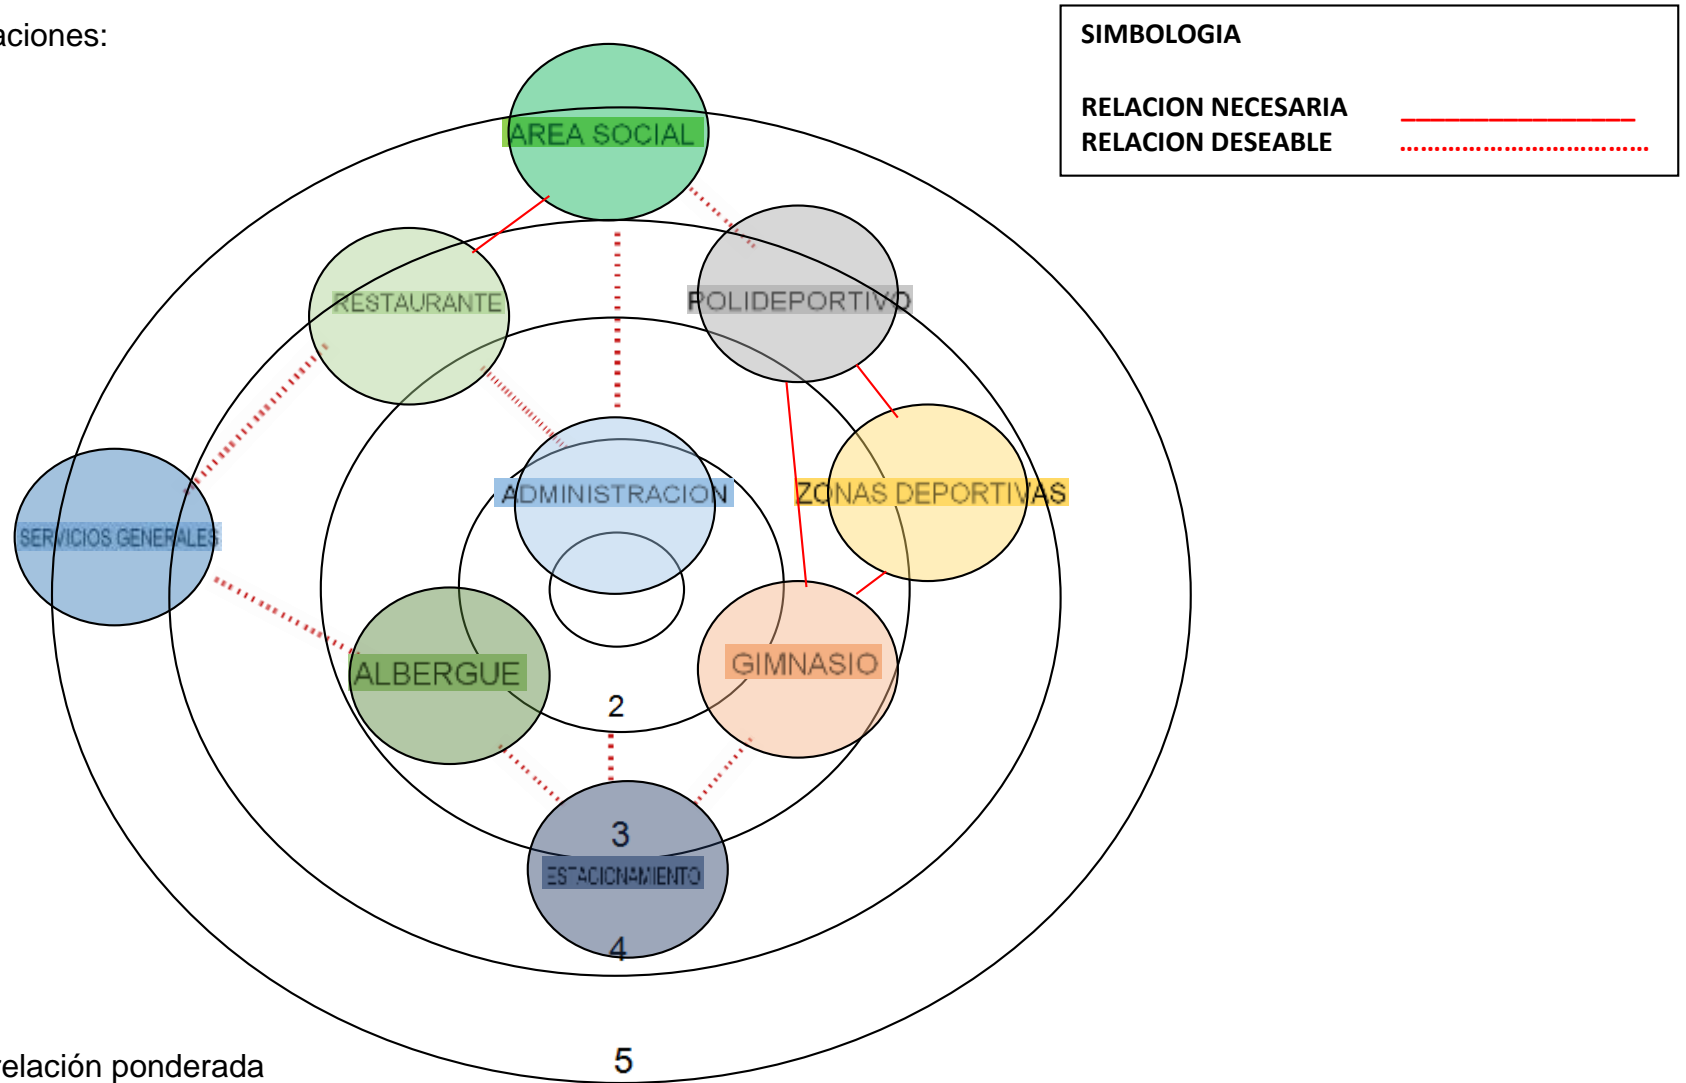 aciones:
SIMBOLOGIA
RELACION NECESARIA ___________________
RELACION DESEABLE ………………………………
AREA SOCIAL
RESTAURANTE
POLIDEPORTIVO
ADMINISTRACION
ZONAS DEPORTIVAS
SERVICIOS GENERALES
ALBERGUE
GIMNASIO
2
3
ESTACIONAMIENTO
4
5
relación ponderada